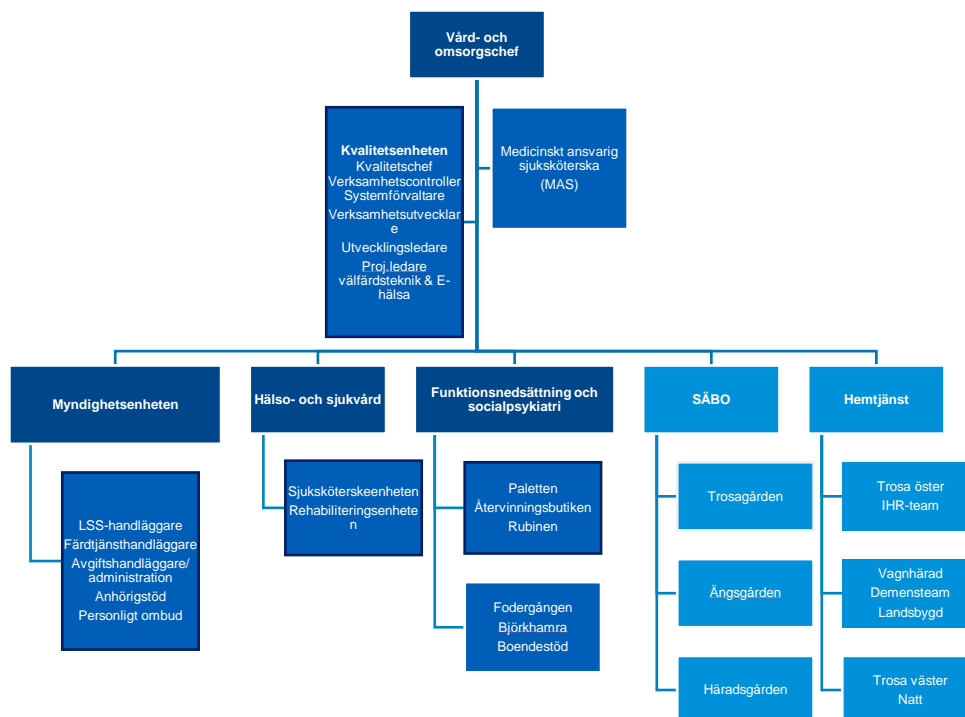 Vård- och
omsorgschef
Kvalitetsenheten
Kvalitetschef
Verksamhetscontroller
Systemförvaltare
Verksamhetsutvecklar
e
Utvecklingsledare
Proj.ledare
välfärdsteknik & E-
hälsa
Medicinskt ansvarig
sjuksköterska
(MAS)
Myndighetsenheten
LSS-handläggare
Färdtjänsthandläggare
Avgiftshandläggare/
administration
Anhörigstöd
Personligt ombud
Hälso- och sjukvård
Sjuksköterskeenheten
Rehabiliteringsenhete
n
Funktionsnedsättning och
socialpsykiatri
Paletten
Återvinningsbutiken
Rubinen
Fodergången
Björkhamra
Boendestöd
SÄBO
Trosagården
Ängsgården
Häradsgården
Hemtjänst
Trosa öster
IHR-team
Vagnhärad
Demensteam
Landsbygd
Trosa väster
Natt